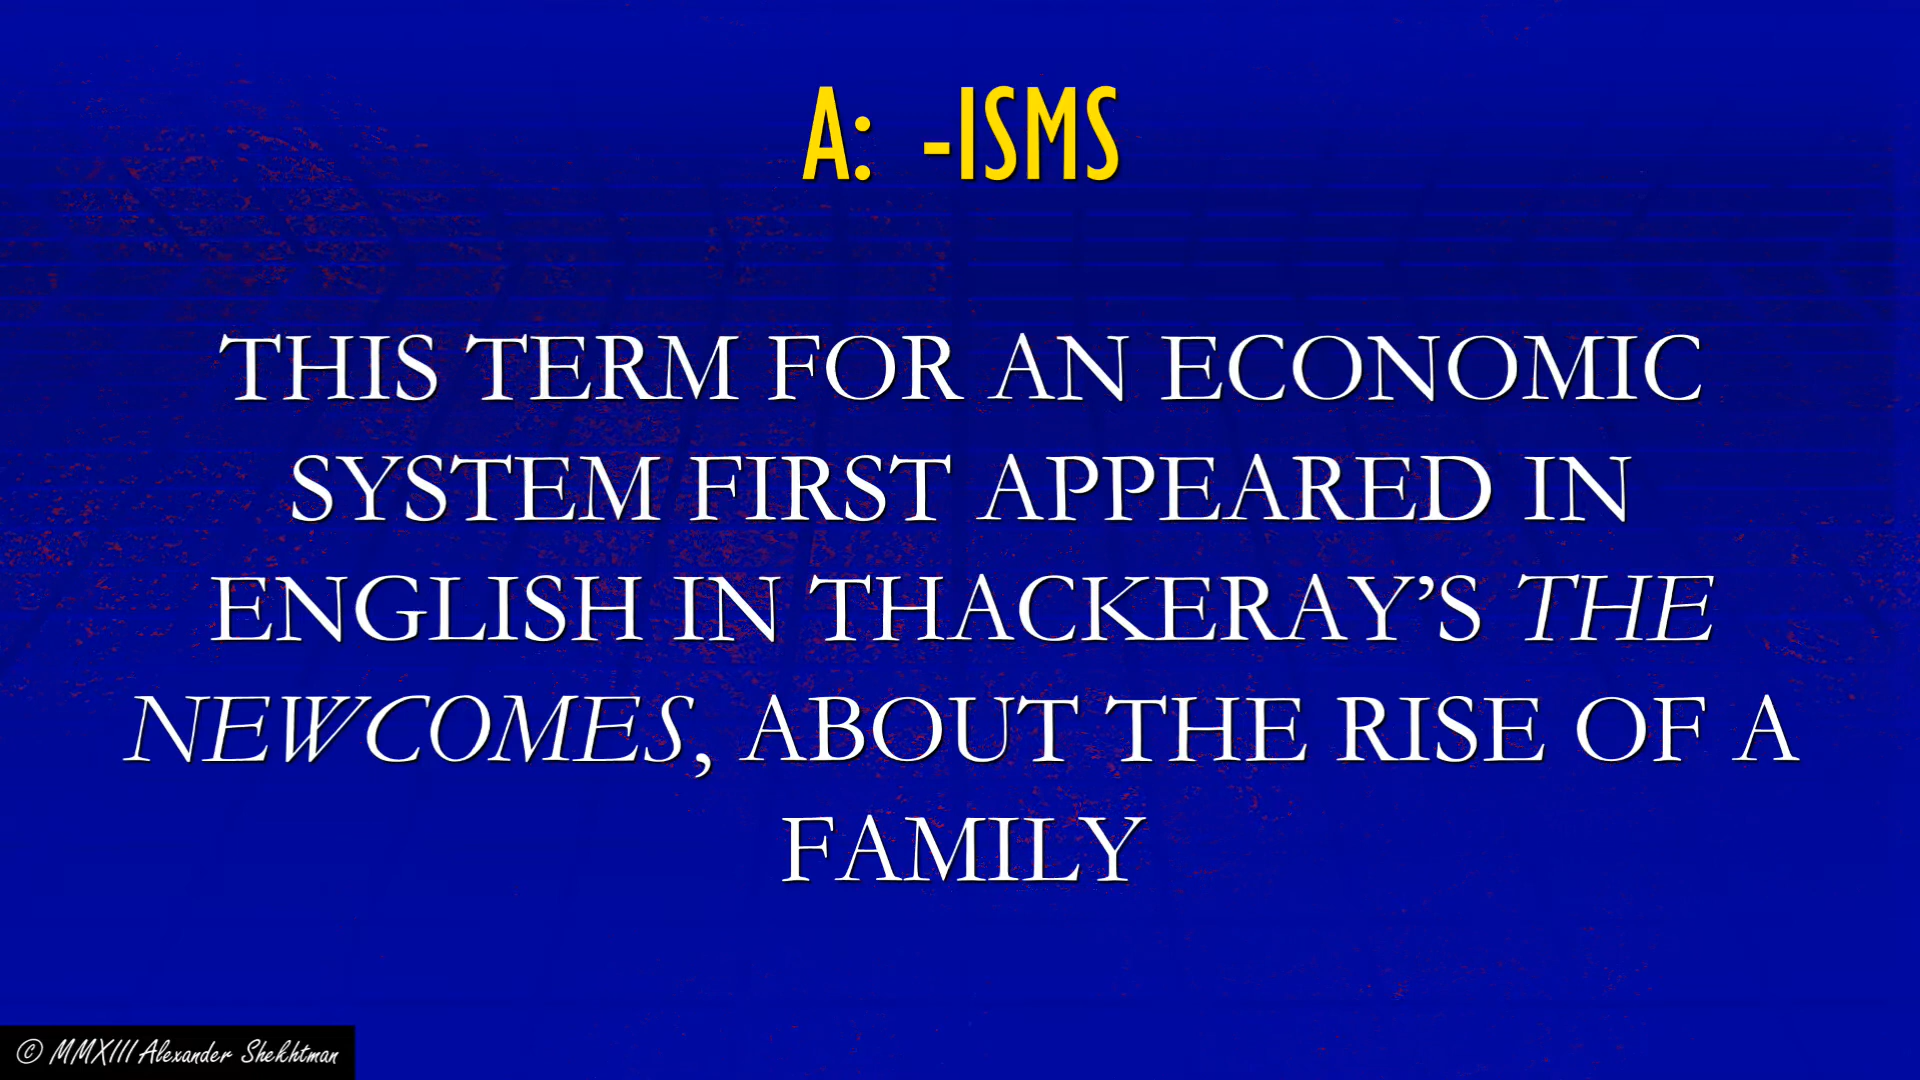 A: -ISMS
THIS TERM FOR AN ECONOMIC
SYSTEM FIRST APPEARED IN
ENGLISH IN THACKERAY’S THE
NEWCOMES, ABOUT THE RISE OF A
FAMILY
© MMXIII Alexander Shekhtman